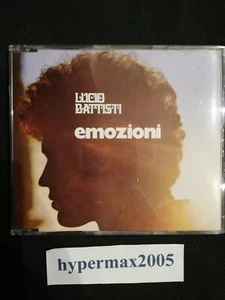 LUCIO
BATTISTI
emozioni
hypermax2005